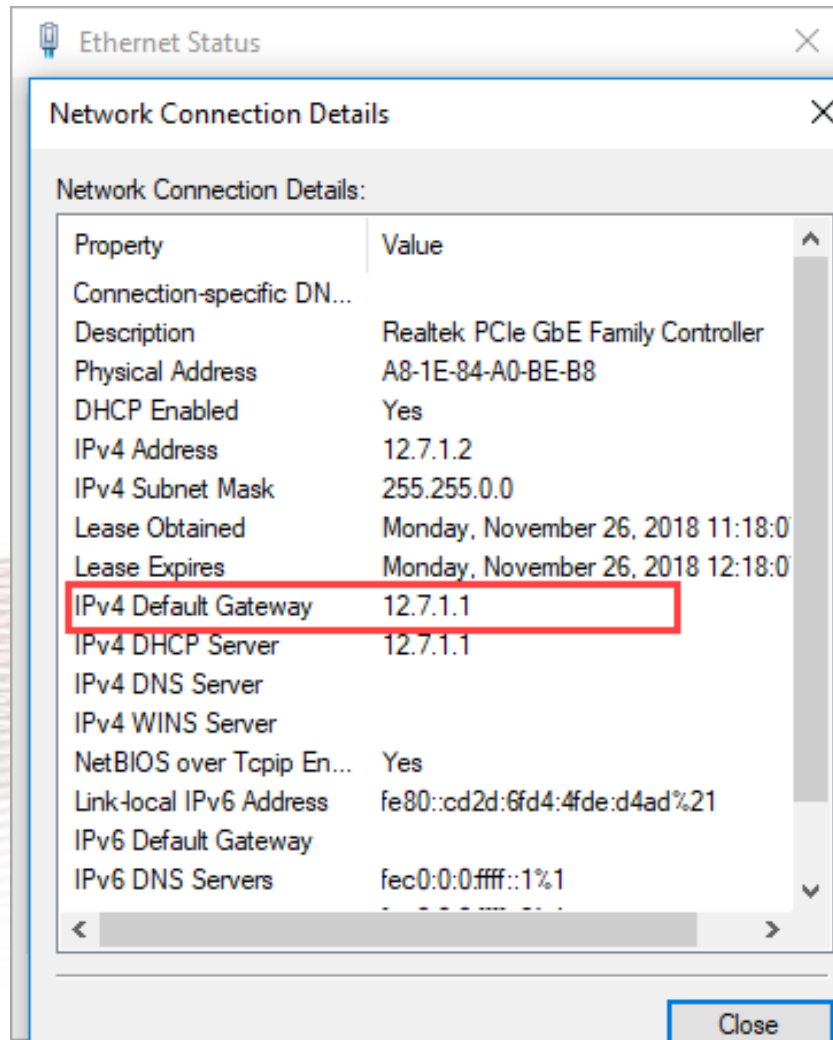 Ethernet Status
Network Connection Details
Network Connection Details:
Property Value
Connection-specific DN...
Description Realtek PCIe GbE Family Controller
Physical Address A8-1E-84-A0-BE-B8
DHCP Enabled Yes
IPv4 Address 12.7.1.2
IPv4 Subnet Mask 255.255.0.0
Lease Obtained Monday, November 26, 2018 11:18:0
Lease Expires Monday, November 26, 2018 12:18:0
IPv4 Default Gateway 12.7.1.1
IPv4 DHCP Server 12.7.1.1
IPv4 DNS Server
IPv4 WINS Server
NetBIOS over Tcpip En... Yes
Link-local IPv6 Address fe80::cd2d:6fd4:4fde:d4ad%21
IPv6 Default Gateway
IPv6 DNS Servers fec0:0:0:ffff::1%1
Close